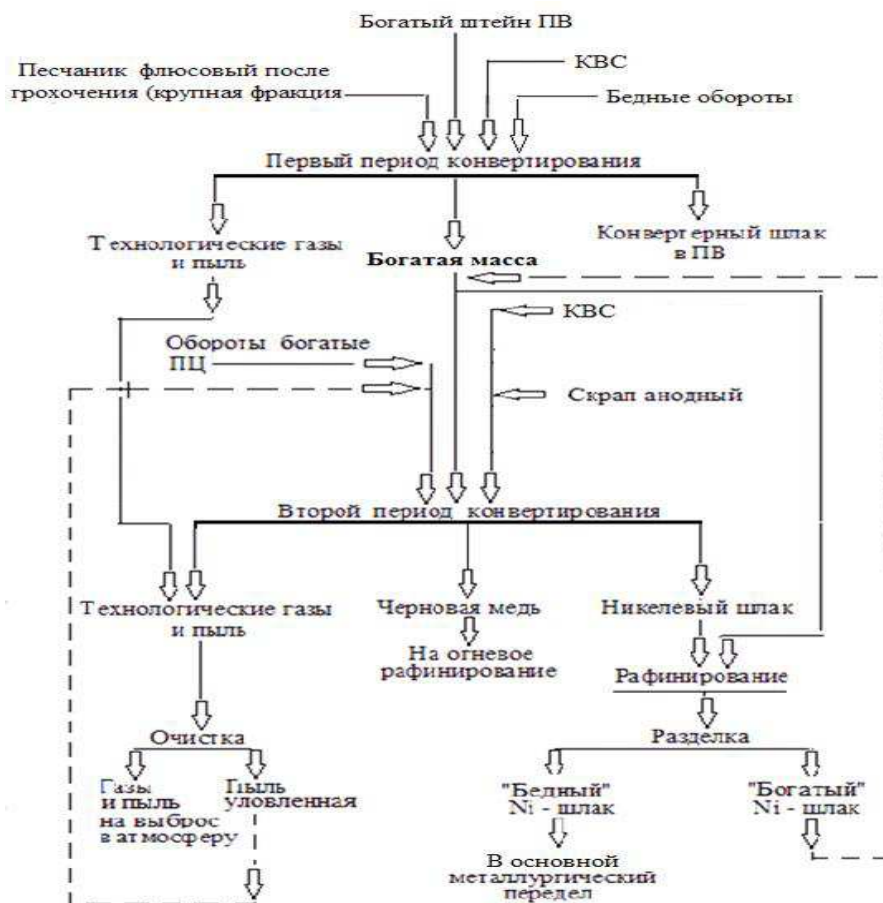 Богатый штейн ПВ
КВС
Песчаник флюсовый после
грохочения (крупная фракция
Бедные обороты
Первый период конвертирования
Технологические газы
и пыль
Богатая масса
Конвертерный шлак
в ПВ
КВС
Обороты богатые
ПЦ
Скрап анодный
Второй период конвертирования
Технологические газы
и пыль
Черновая медь
Никелевый шлак
На огневое
рафинирование
Рафинирование
Очистка
Разделка
Газы
и пыль
на выброс
в атмосферу
Пыль
уловленная
"Бедный"
Ni - шлак
"Богатый"
Ni - шлак
В основной
металлургический
передел